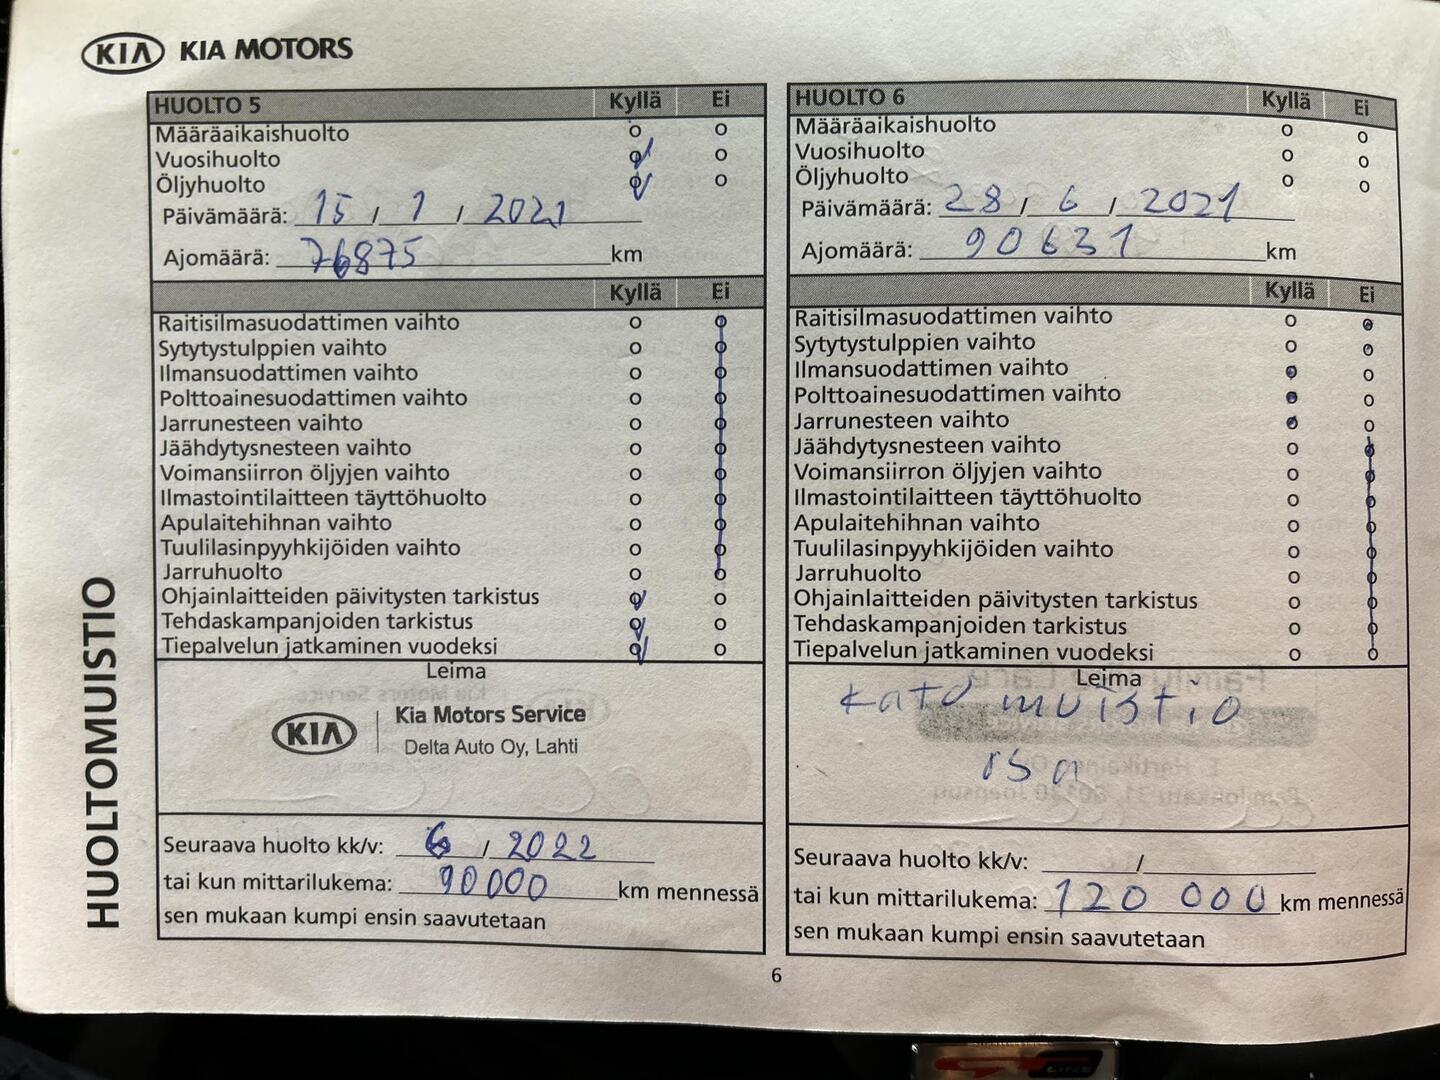 KIA KIA MOTORS
HUOLTOMUISTIO
HUOLTO 5 Kyllä Ei
Määräaikaishuolto o o
Vuosihuolto o o
Öljyhuolto o o
Päivämäärä: 15 / 1 / 2021
Ajomäärä: 76875 km
Kyllä Ei
Raitisilmasuodattimen vaihto o o
Sytytystulppien vaihto o o
Ilmansuodattimen vaihto o o
Polttoainesuodattimen vaihto o o
Jarrunesteen vaihto o o
Jäähdytysnesteen vaihto o o
Voimansiirron öljyjen vaihto o o
Ilmastointilaitteen täyttöhuolto o o
Apulaitehihnan vaihto o o
Tuulilasinpyyhkijöiden vaihto o o
Jarruhuolto o o
Ohjainlaitteiden päivitysten tarkistus o o
Tehdaskampanjoiden tarkistus o o
Tiepalvelun jatkaminen vuodeksi o o
Leima
KIA Kia Motors Service
Delta Auto Oy, Lahti
Seuraava huolto kk/v: 6 / 2022
tai kun mittarilukema: 90000 km mennessä
sen mukaan kumpi ensin saavutetaan
HUOLTO 6 Kyllä Ei
Määräaikaishuolto o o
Vuosihuolto o o
Öljyhuolto o o
Päivämäärä: 28 / 6 / 2021
Ajomäärä: 90631 km
Kyllä Ei
Raitisilmasuodattimen vaihto o o
Sytytystulppien vaihto o o
Ilmansuodattimen vaihto o o
Polttoainesuodattimen vaihto o o
Jarrunesteen vaihto o o
Jäähdytysnesteen vaihto o o
Voimansiirron öljyjen vaihto o o
Ilmastointilaitteen täyttöhuolto o o
Apulaitehihnan vaihto o o
Tuulilasinpyyhkijöiden vaihto o o
Jarruhuolto o o
Ohjainlaitteiden päivitysten tarkistus o o
Tehdaskampanjoiden tarkistus o o
Tiepalvelun jatkaminen vuodeksi o o
Leima
muistio
Seuraava huolto kk/v: /
tai kun mittarilukema: 120 000 km mennessä
sen mukaan kumpi ensin saavutetaan
6
GT LINE